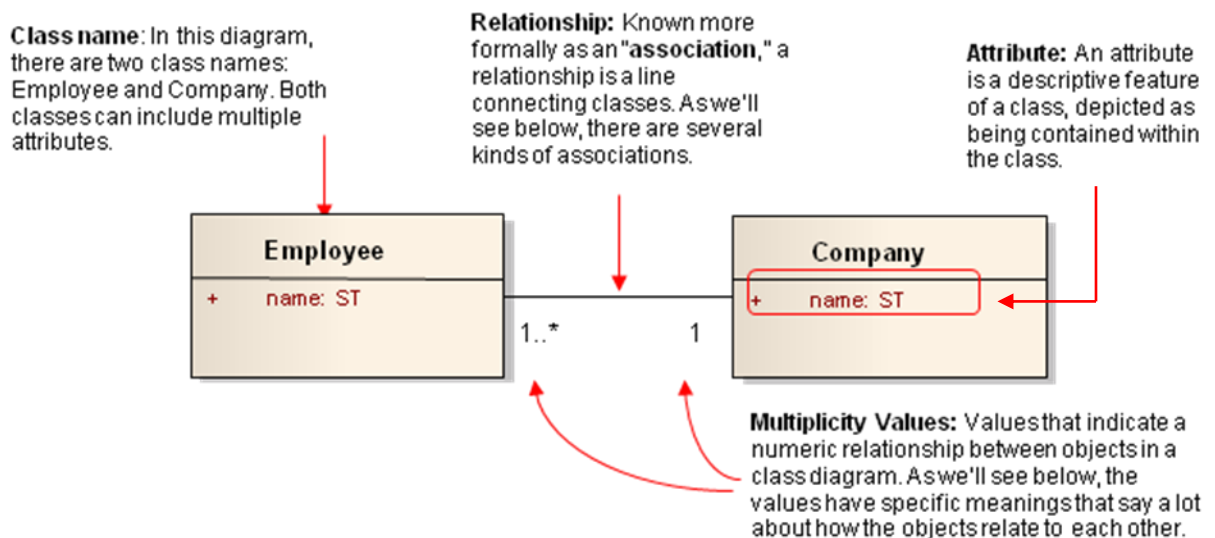 Class name: In this diagram,
there are two class names:
Employee and Company. Both
classes can include multiple
attributes.
Relationship: Known more
formally as an "association," a
relationship is a line
connecting classes. As we'll
see below, there are several
kinds of associations.
Attribute: An attribute
is a descriptive feature
of a class, depicted as
being contained within
the class.
Employee
+ name: ST
Company
+ name: ST
1..*
1
Multiplicity Values: Values that indicate a
numeric relationship between objects in a
class diagram. As we'll see below, the
values have specific meanings that say a lot
about how the objects relate to each other.